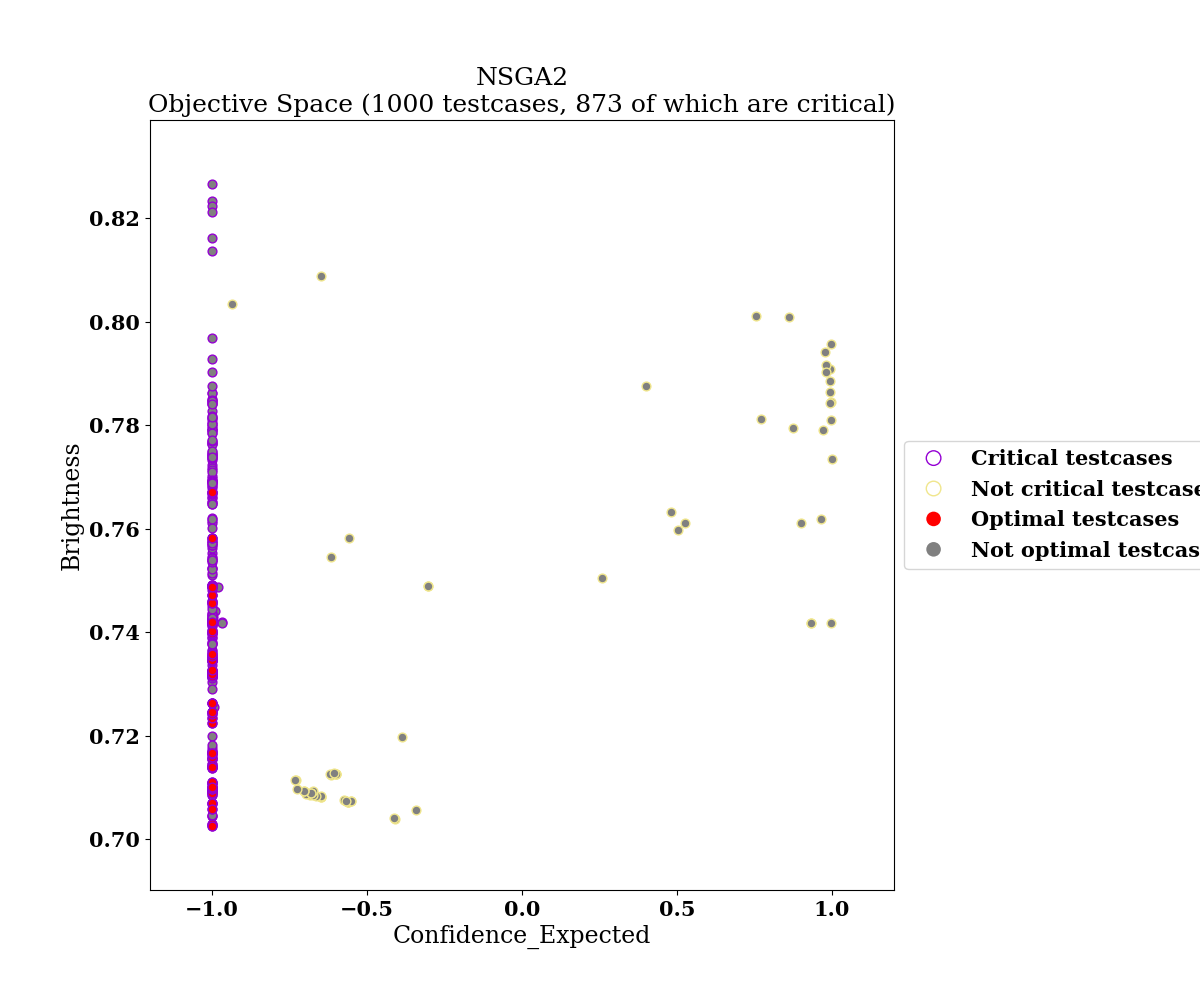 NSGA2
Objective Space (1000 testcases, 873 of which are critical)
0.82
0.80
0.78
0.76
0.74
0.72
0.70
Brightness
−1.0
−0.5
0.0
0.5
1.0
Confidence_Expected
Critical testcases
Not critical testcase
Optimal testcases
Not optimal testcas